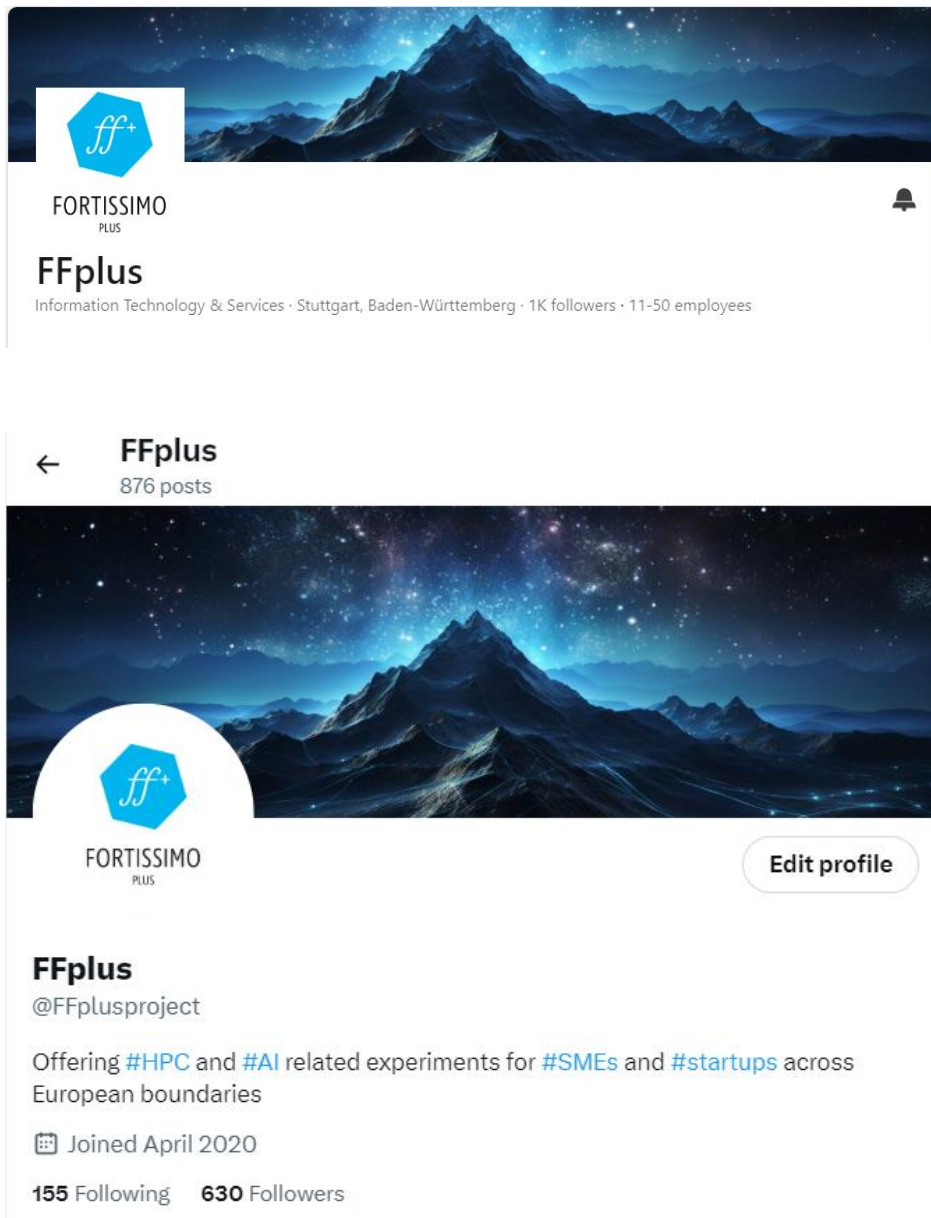 ff+
FORTISSIMO
PLUS
FFplus
Information Technology & Services · Stuttgart, Baden-Württemberg · 1K followers · 11-50 employees
FFplus
876 posts
ff+
FORTISSIMO
PLUS
Edit profile
FFplus
@FFplusproject
Offering #HPC and #AI related experiments for #SMEs and #startups across
European boundaries
Joined April 2020
155 Following 630 Followers